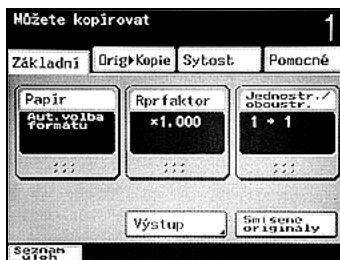 Můžete kopírovat 1
Základní Orig▸Kopie Sytost Pomocné
Papír
Aut.volba
formátu
Rprfaktor
×1.000
Jednostr./
oboustr.
1 → 1
Výstup
Smíšené
originály
Seznam
úloh